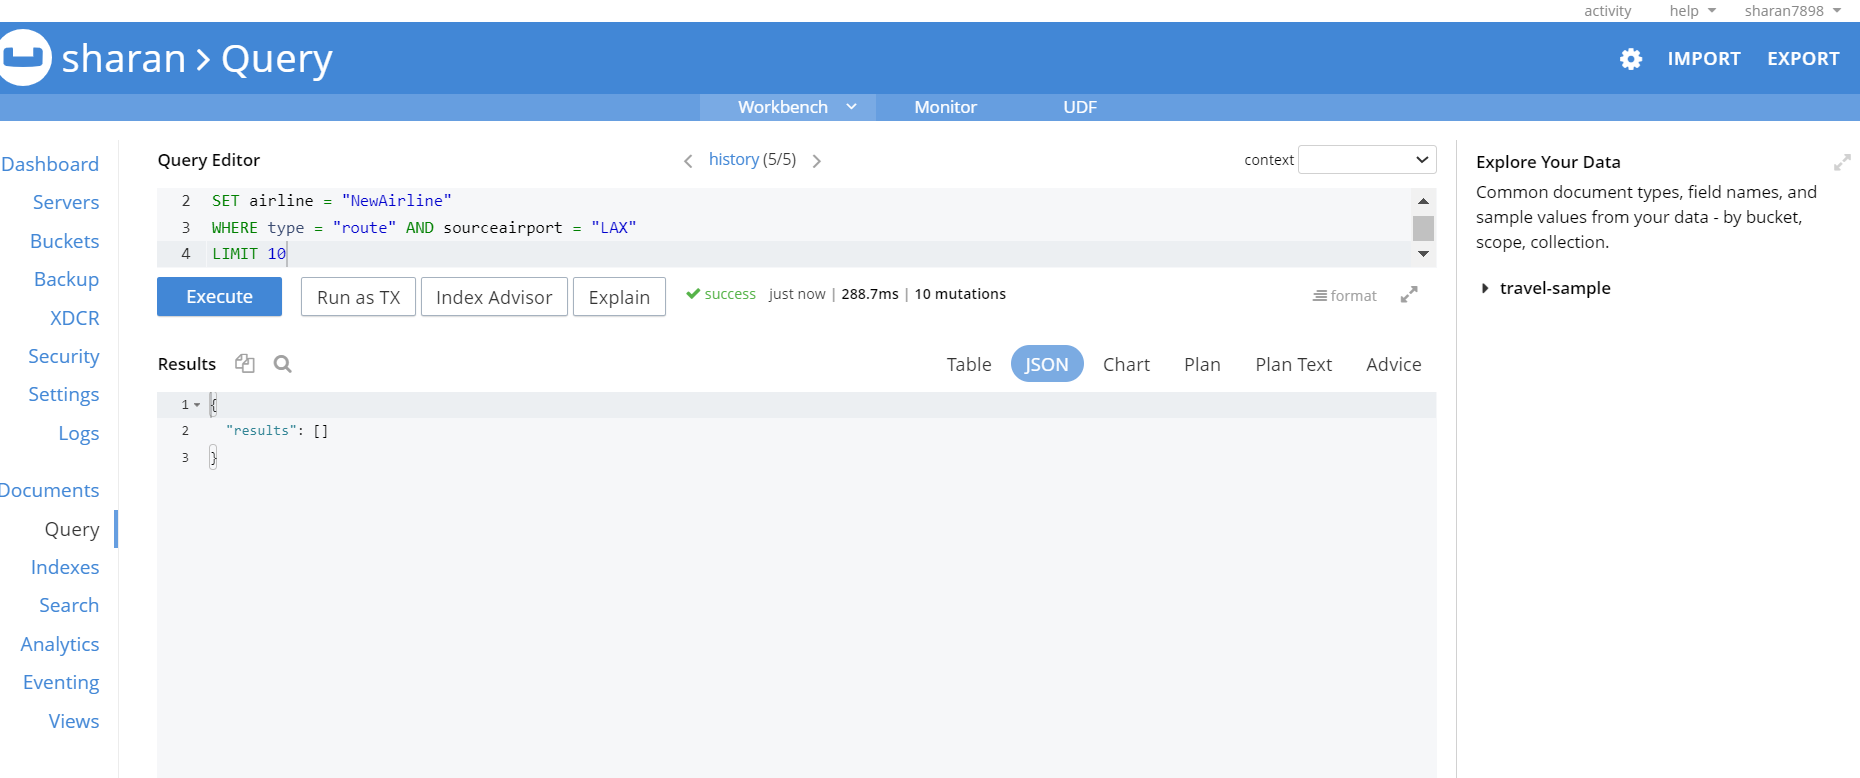 activity help sharan7898
sharan > Query IMPORT EXPORT
Workbench Monitor UDF
Dashboard
Servers
Buckets
Backup
XDCR
Security
Settings
Logs
Documents
Query
Indexes
Search
Analytics
Eventing
Views
Query Editor < history (5/5) > context
2 SET airline = "NewAirline"
3 WHERE type = "route" AND sourceairport = "LAX"
4 LIMIT 10
Execute Run as TX Index Advisor Explain success just now | 288.7ms | 10 mutations format
Results Table JSON Chart Plan Plan Text Advice
1 {
2 "results": []
3 }
Explore Your Data
Common document types, field names, and
sample values from your data - by bucket,
scope, collection.
travel-sample